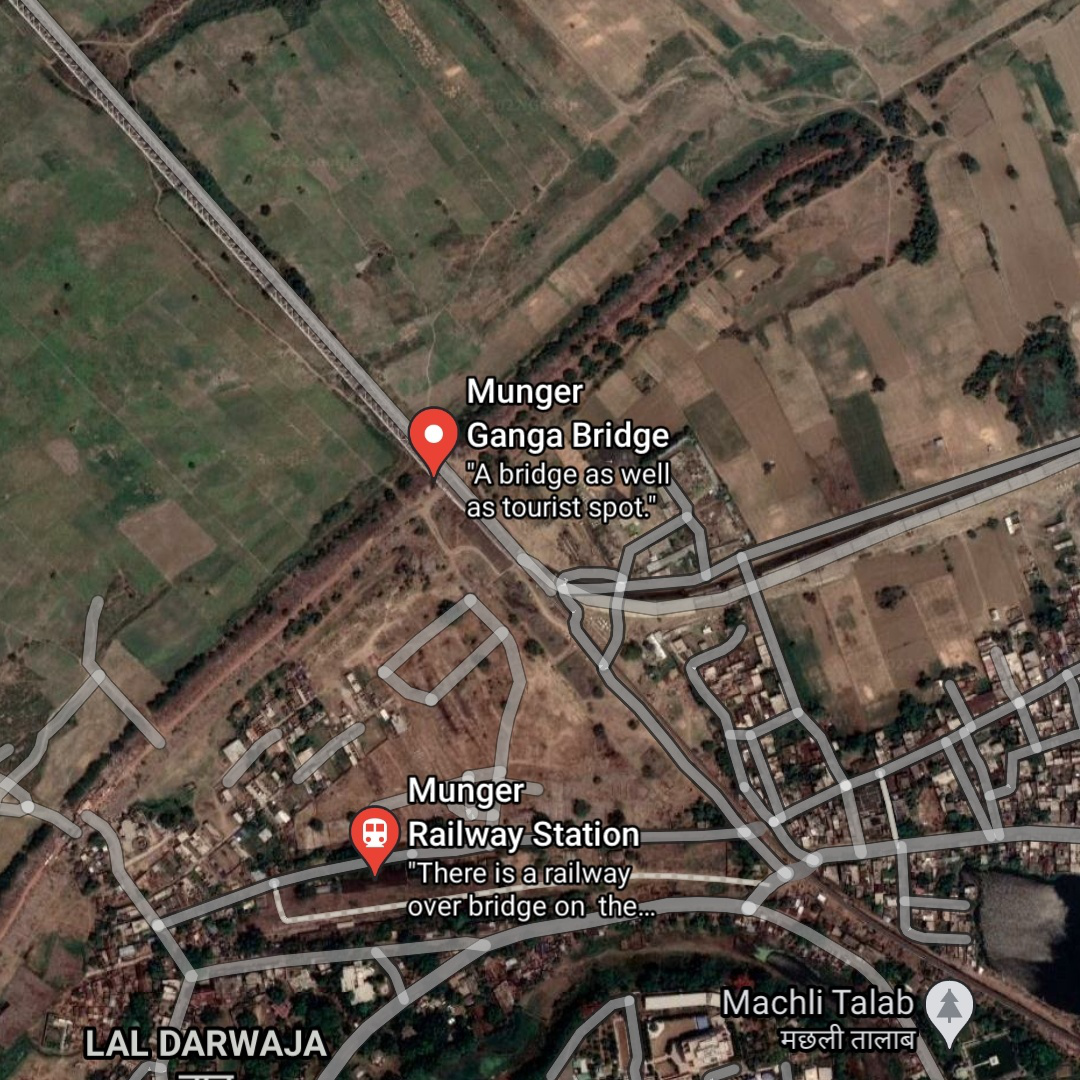 Munger
Ganga Bridge
"A bridge as well
as tourist spot."
Munger
Railway Station
"There is a railway
over bridge on the...
Machli Talab
मछली तालाब
LAL DARWAJA